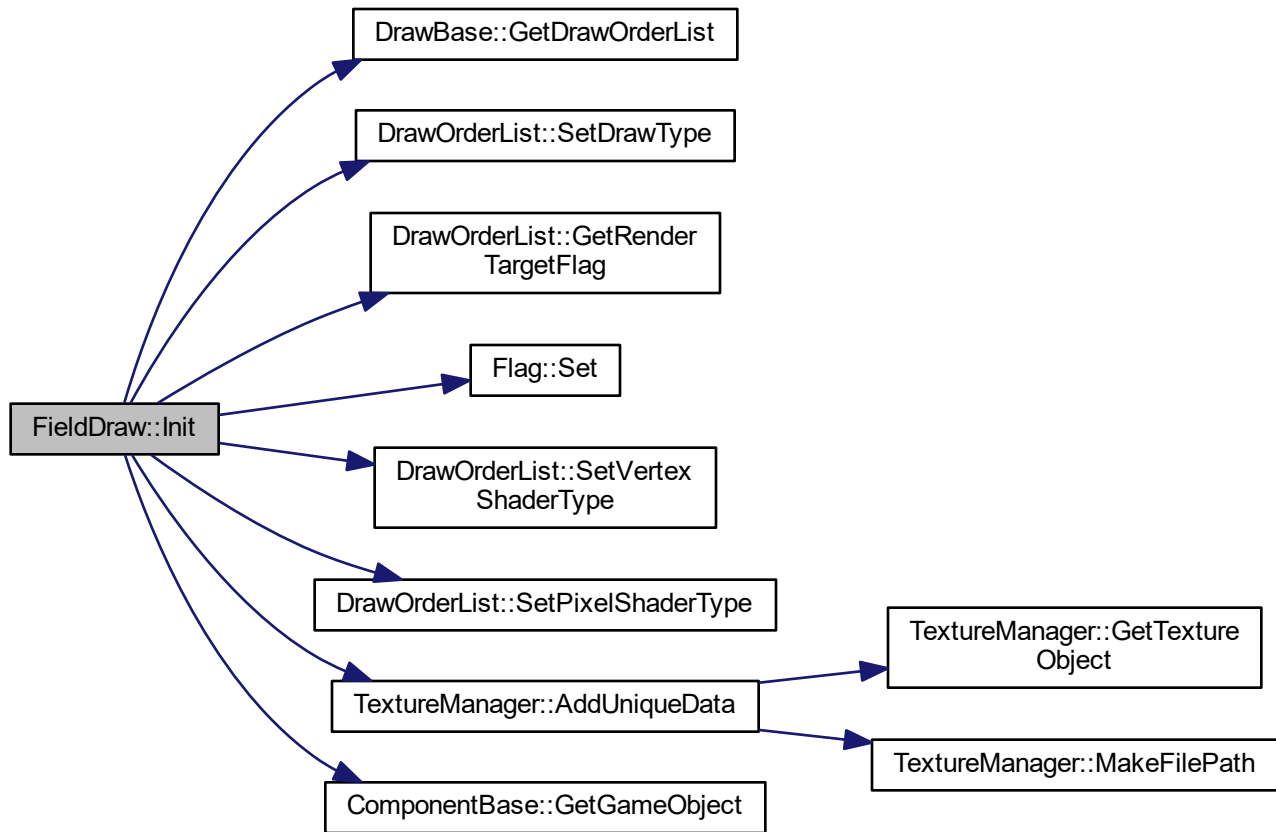 DrawBase::GetDrawOrderList
DrawOrderList::SetDrawType
DrawOrderList::GetRender
TargetFlag
Flag::Set
FieldDraw::Init
DrawOrderList::SetVertex
ShaderType
DrawOrderList::SetPixelShaderType
TextureManager::GetTexture
Object
TextureManager::AddUniqueData
TextureManager::MakeFilePath
ComponentBase::GetGameObject